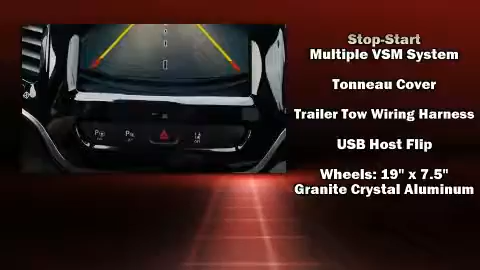 Stop-Start
Multiple VSM System
Tonneau Cover
Trailer Tow Wiring Harness
USB Host Flip
Wheels: 19" x 7.5"
Granite Crystal Aluminum